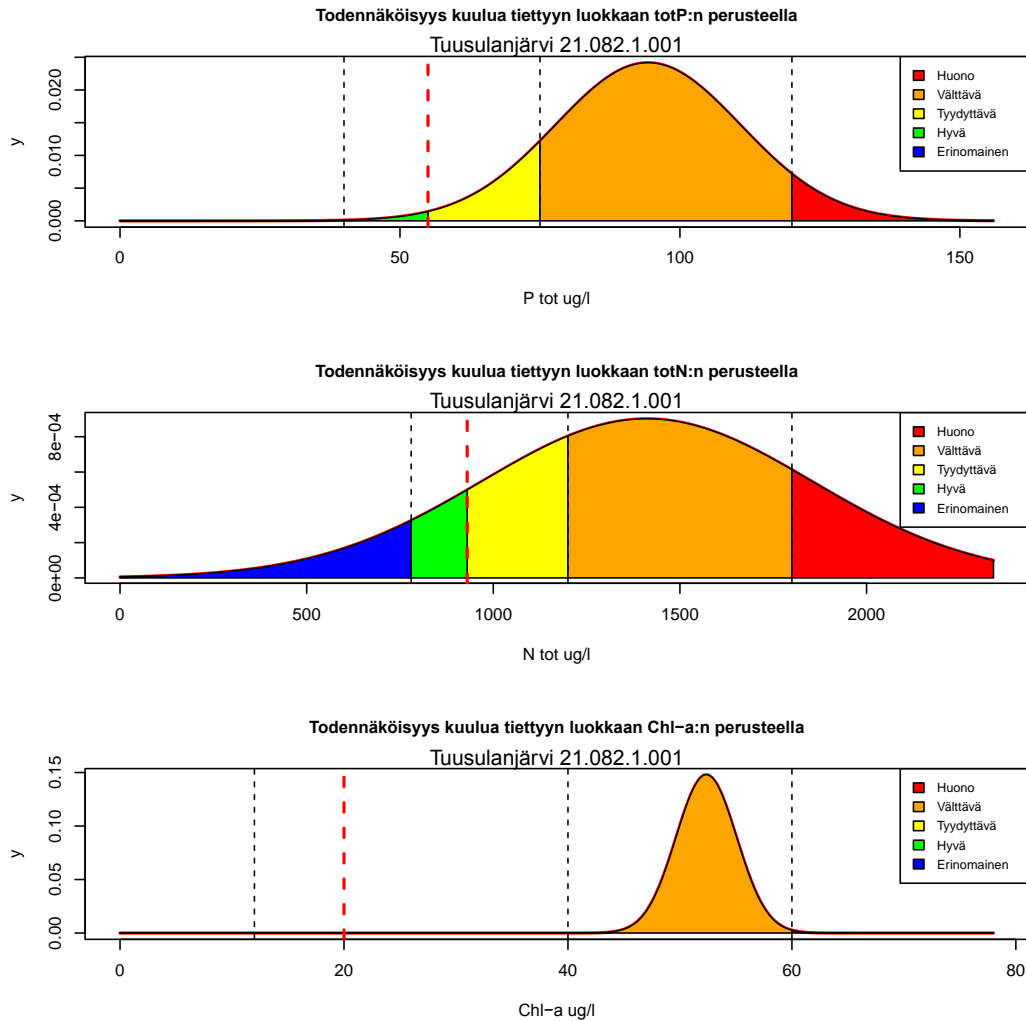 Todennäköisyys kuulua tiettyyn luokkaan totP:n perusteella
Tuusulanjärvi 21.082.1.001
y
0.000
0.010
0.020
0 50 100 150
P tot ug/l
Huono
Välttävä
Tyydyttävä
Hyvä
Erinomainen
Todennäköisyys kuulua tiettyyn luokkaan totN:n perusteella
Tuusulanjärvi 21.082.1.001
y
0e+00
4e−04
8e−04
0 500 1000 1500 2000
N tot ug/l
Huono
Välttävä
Tyydyttävä
Hyvä
Erinomainen
Todennäköisyys kuulua tiettyyn luokkaan Chl−a:n perusteella
Tuusulanjärvi 21.082.1.001
y
0.00
0.05
0.10
0.15
0 20 40 60 80
Chl−a ug/l
Huono
Välttävä
Tyydyttävä
Hyvä
Erinomainen